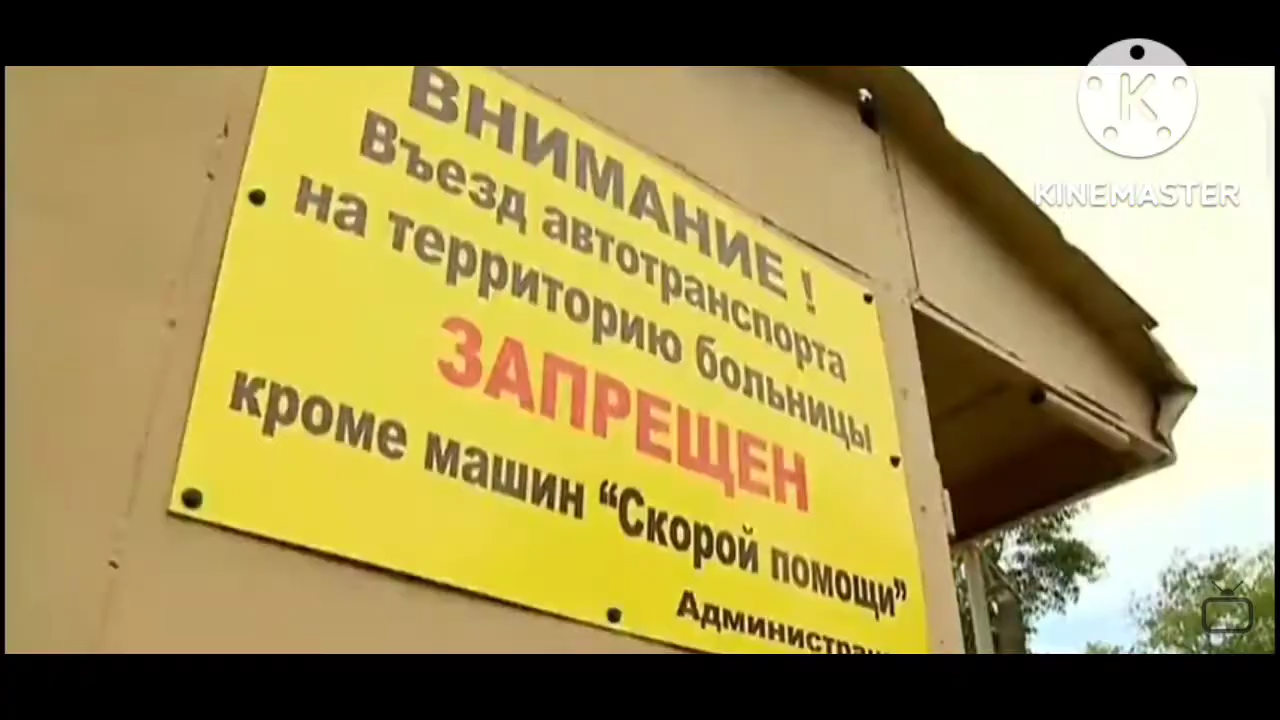 ВНИМАНИЕ !
Въезд автотранспорта
на территорию больницы
ЗАПРЕЩЕН
кроме машин “Скорой помощи”
K
KINEMASTER